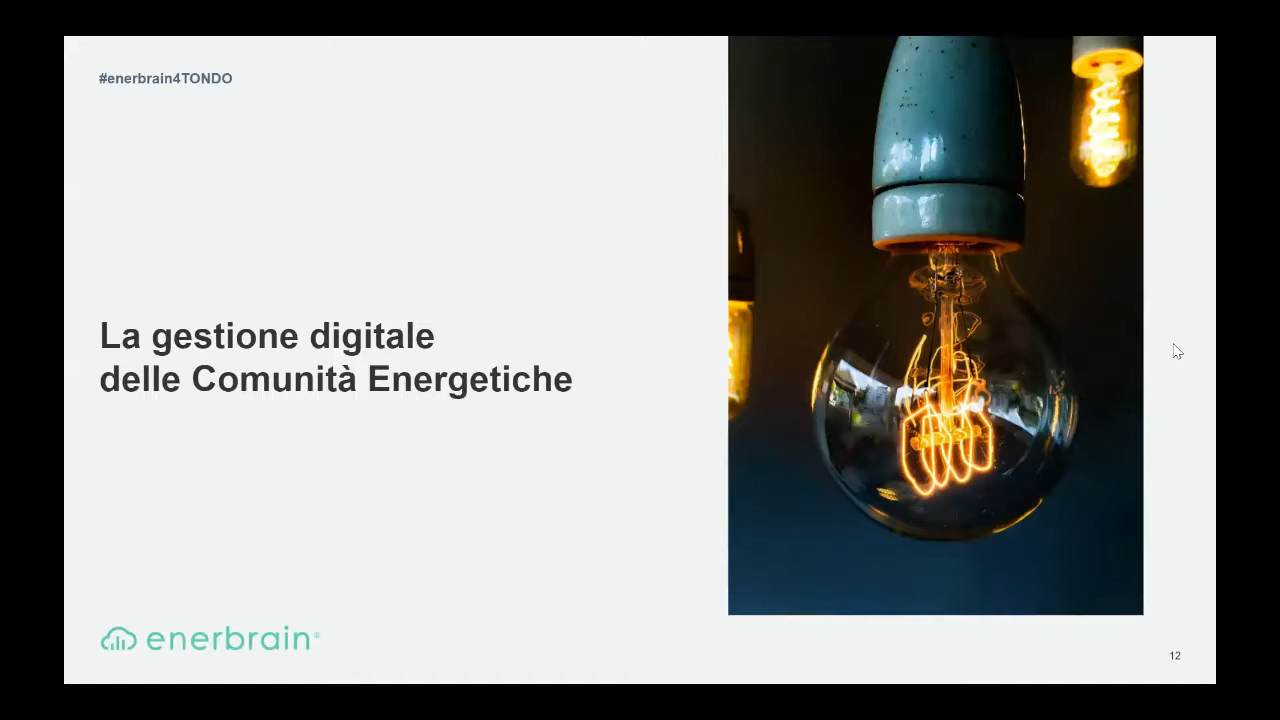 #enerbrain4TONDO
La gestione digitale
delle Comunità Energetiche
enerbrain®
12